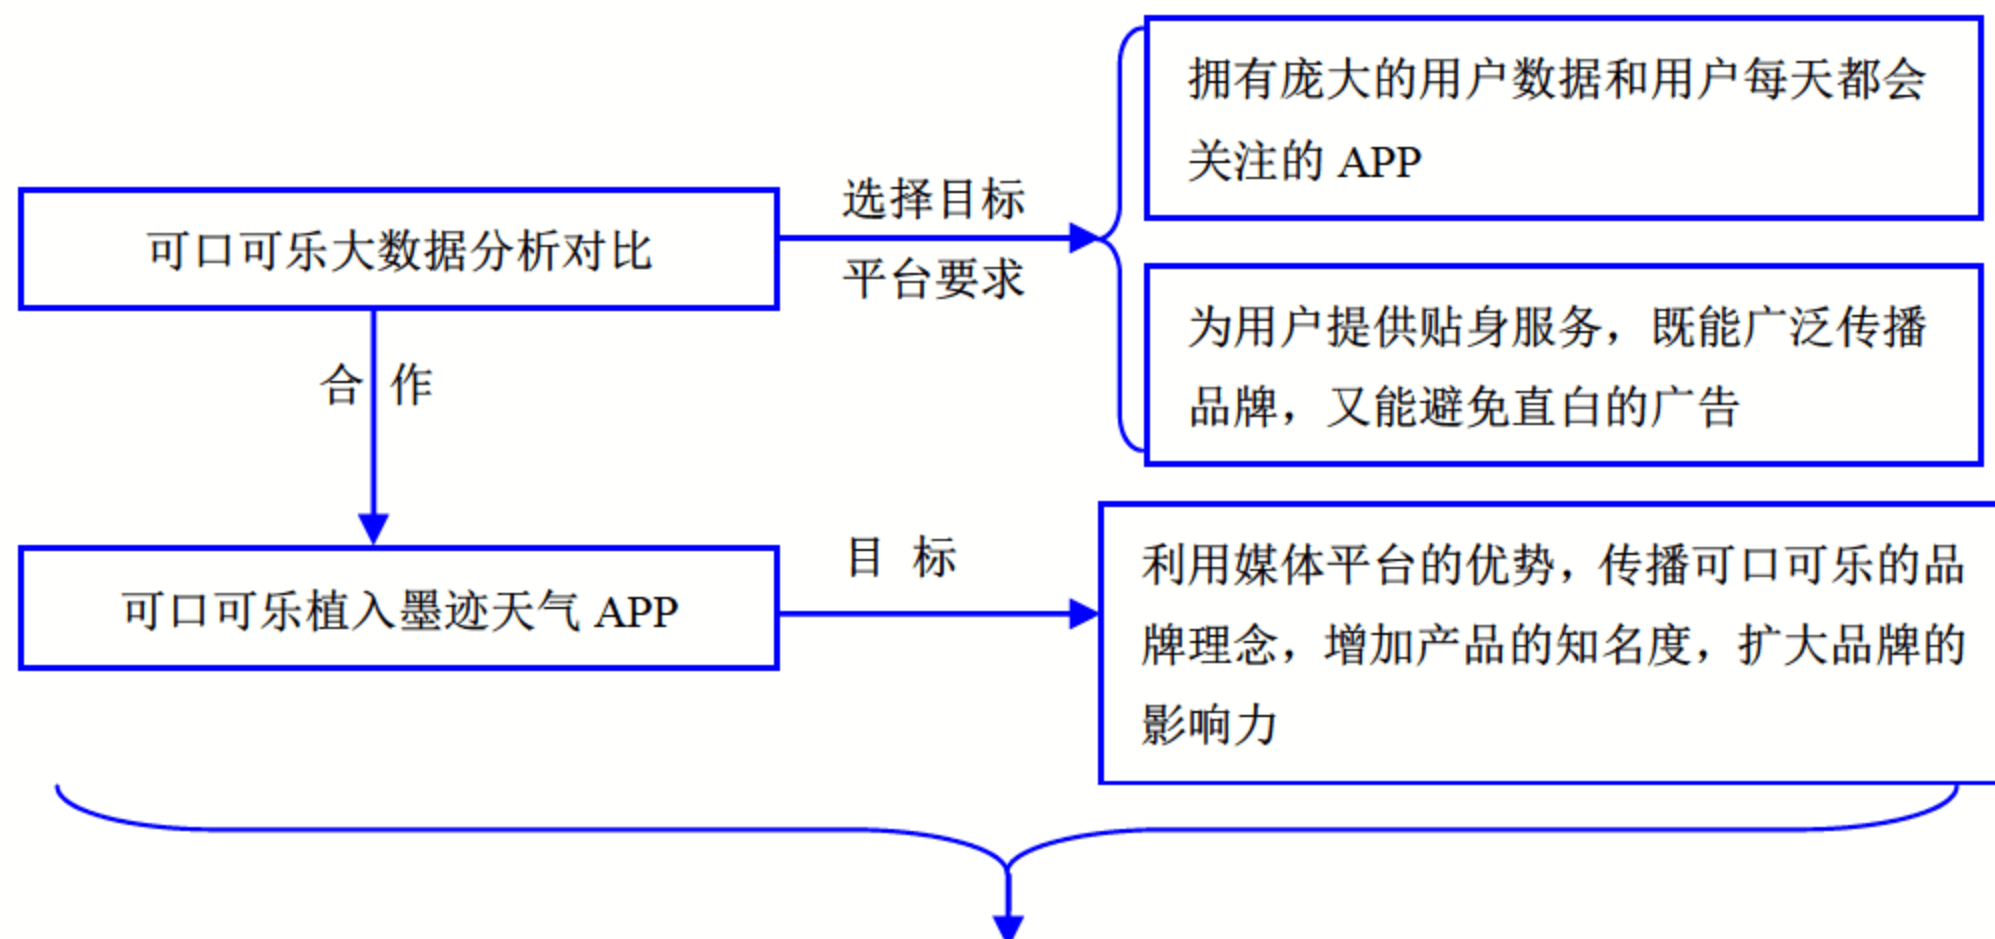 拥有庞大的用户数据和用户每天都会
关注的 APP
选择目标
平台要求
可口可乐大数据分析对比
为用户提供贴身服务，既能广泛传播
品牌，又能避免直白的广告
合 作
可口可乐植入墨迹天气 APP
目 标
利用媒体平台的优势，传播可口可乐的品
牌理念，增加产品的知名度，扩大品牌的
影响力